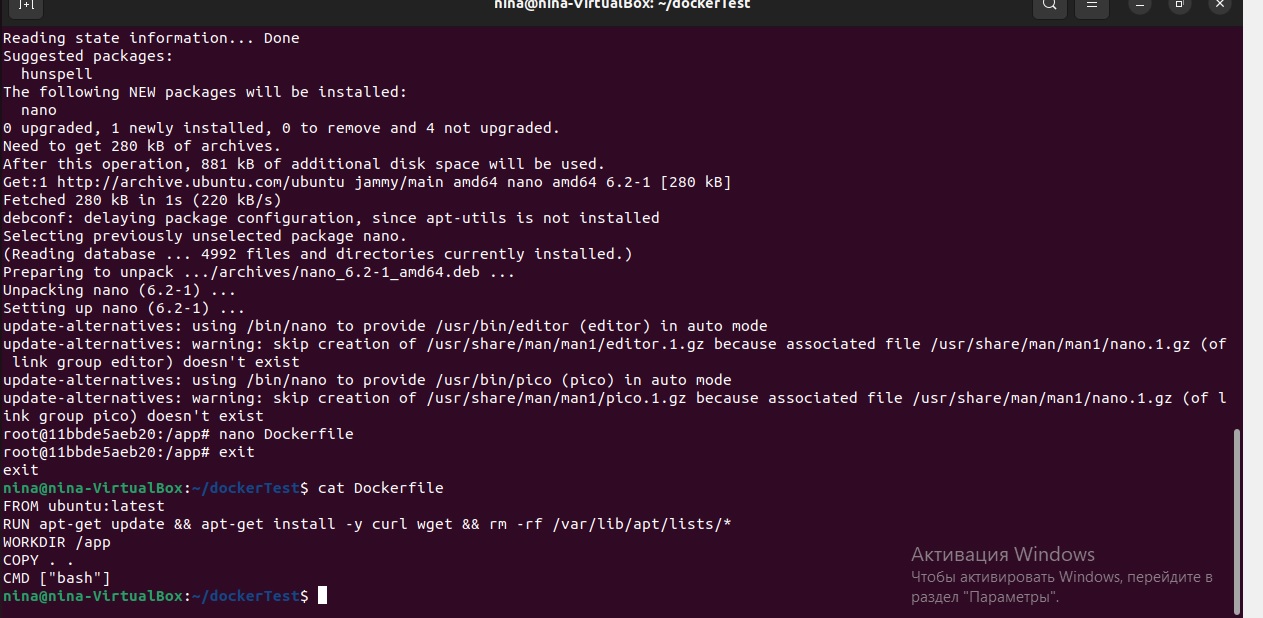 nina@nina-VirtualBox: ~/dockerTest
Reading state information... Done
Suggested packages:
  hunspell
The following NEW packages will be installed:
  nano
0 upgraded, 1 newly installed, 0 to remove and 4 not upgraded.
Need to get 280 kB of archives.
After this operation, 881 kB of additional disk space will be used.
Get:1 http://archive.ubuntu.com/ubuntu jammy/main amd64 nano amd64 6.2-1 [280 kB]
Fetched 280 kB in 1s (220 kB/s)
debconf: delaying package configuration, since apt-utils is not installed
Selecting previously unselected package nano.
(Reading database ... 4992 files and directories currently installed.)
Preparing to unpack .../archives/nano_6.2-1_amd64.deb ...
Unpacking nano (6.2-1) ...
Setting up nano (6.2-1) ...
update-alternatives: using /bin/nano to provide /usr/bin/editor (editor) in auto mode
update-alternatives: warning: skip creation of /usr/share/man/man1/editor.1.gz because associated file /usr/share/man/man1/nano.1.gz (of
 link group editor) doesn't exist
update-alternatives: using /bin/nano to provide /usr/bin/pico (pico) in auto mode
update-alternatives: warning: skip creation of /usr/share/man/man1/pico.1.gz because associated file /usr/share/man/man1/nano.1.gz (of l
ink group pico) doesn't exist
root@11bbde5aeb20:/app# nano Dockerfile
root@11bbde5aeb20:/app# exit
exit
nina@nina-VirtualBox:~/dockerTest$ cat Dockerfile
FROM ubuntu:latest
RUN apt-get update && apt-get install -y curl wget && rm -rf /var/lib/apt/lists/*
WORKDIR /app
COPY . .
CMD ["bash"]
nina@nina-VirtualBox:~/dockerTest$
Активация Windows
Чтобы активировать Windows, перейдите в
раздел "Параметры".